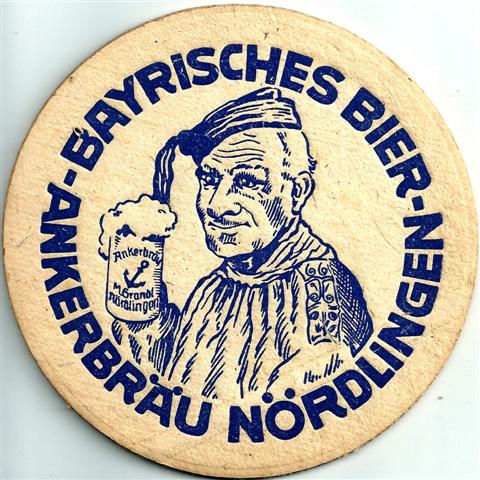 BAYRISCHES BIER-N
-ANKERBRÄU NÖRDLINGEN
Ankerbräu
M. Grandl
Nördlingen